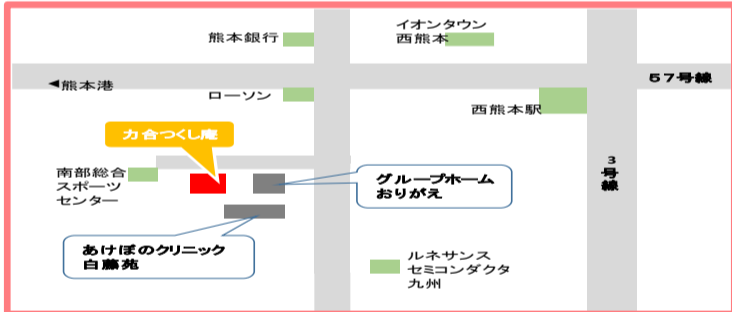 熊本銀行
イオンタウン
西熊本
◀熊本港
57号線
ローソン
西熊本駅
力合つくし庵
3号線
南部総合
スポーツ
センター
グループホーム
おりがえ
あけぼのクリニック
白藤苑
ルネサンス
セミコンダクタ
九州